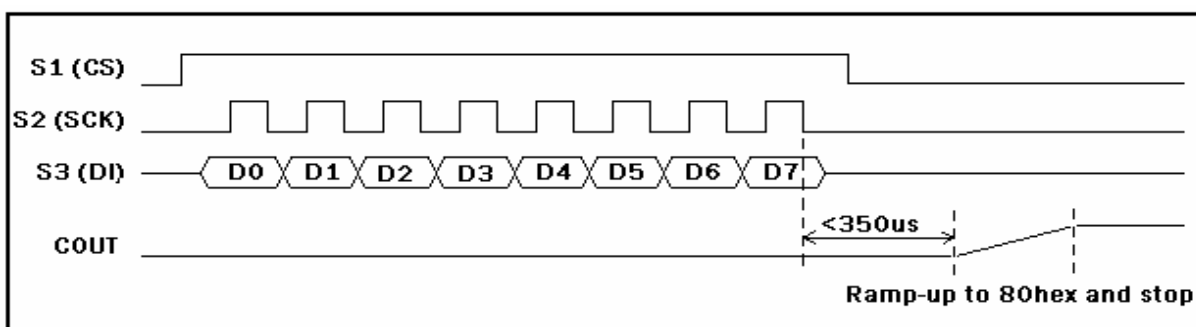 S1 (CS)
S2 (SCK)
S3 (DI) D0 D1 D2 D3 D4 D5 D6 D7
<350us
COUT
Ramp-up to 80hex and stop